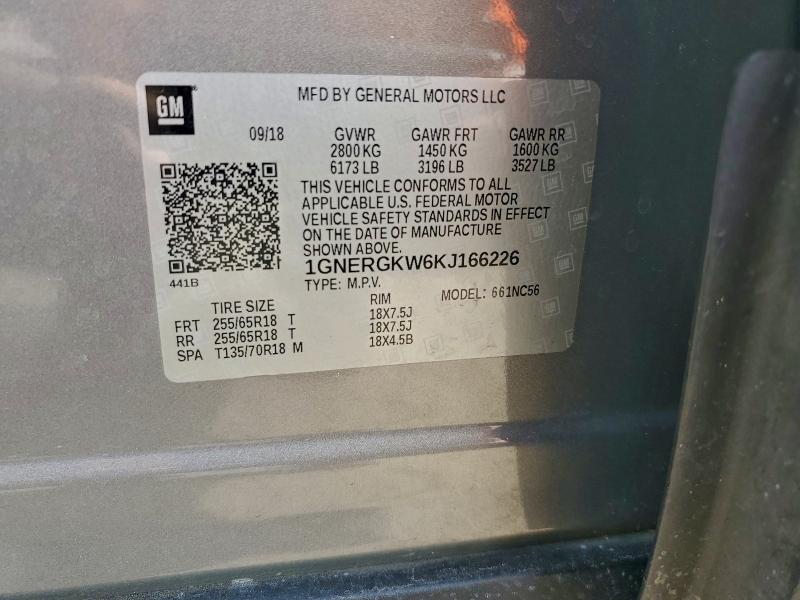 GM
MFD BY GENERAL MOTORS LLC
09/18 GVWR GAWR FRT GAWR RR
2800 KG 1450 KG 1600 KG
6173 LB 3196 LB 3527 LB
THIS VEHICLE CONFORMS TO ALL
APPLICABLE U.S. FEDERAL MOTOR
VEHICLE SAFETY STANDARDS IN EFFECT
ON THE DATE OF MANUFACTURE
SHOWN ABOVE.
1GNERGKW6KJ166226
441B
TYPE: M.P.V. MODEL: 661NC56
TIRE SIZE RIM
FRT 255/65R18 T 18X7.5J
RR 255/65R18 T 18X7.5J
SPA T135/70R18 M 18X4.5B